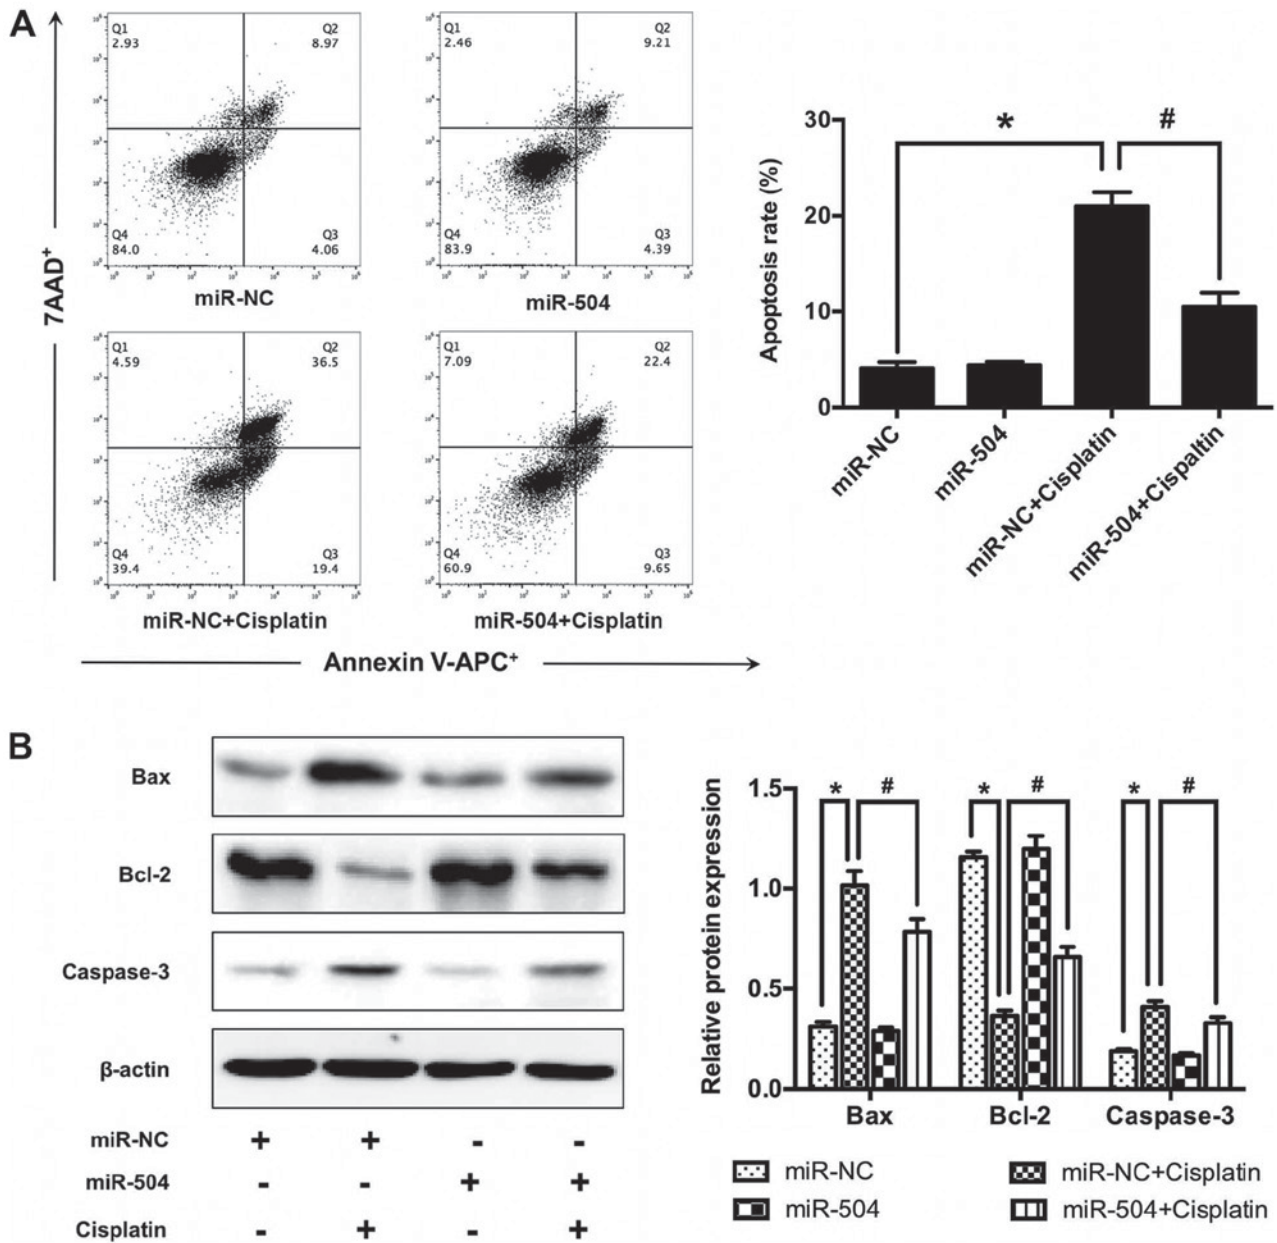 A
7AAD+
Q1
2.93
Q2
8.97
Q4
84.0
Q3
4.06
miR-NC
Q1
2.46
Q2
9.21
Q4
83.9
Q3
4.39
miR-504
Q1
4.59
Q2
36.5
Q4
39.4
Q3
19.4
miR-NC+Cisplatin
Q1
7.09
Q2
22.4
Q4
60.9
Q3
9.65
miR-504+Cisplatin
Annexin V-APC+
Apoptosis rate (%)
30
20
10
0
*
#
miR-NC
miR-504
miR-NC+Cisplatin
miR-504+Cispaltin
B
Bax
Bcl-2
Caspase-3
β-actin
miR-NC + + - -
miR-504 - - + +
Cisplatin - + - +
Relative protein expression
1.5
1.0
0.5
0.0
* # * # * #
Bax Bcl-2 Caspase-3
miR-NC
miR-NC+Cisplatin
miR-504
miR-504+Cisplatin